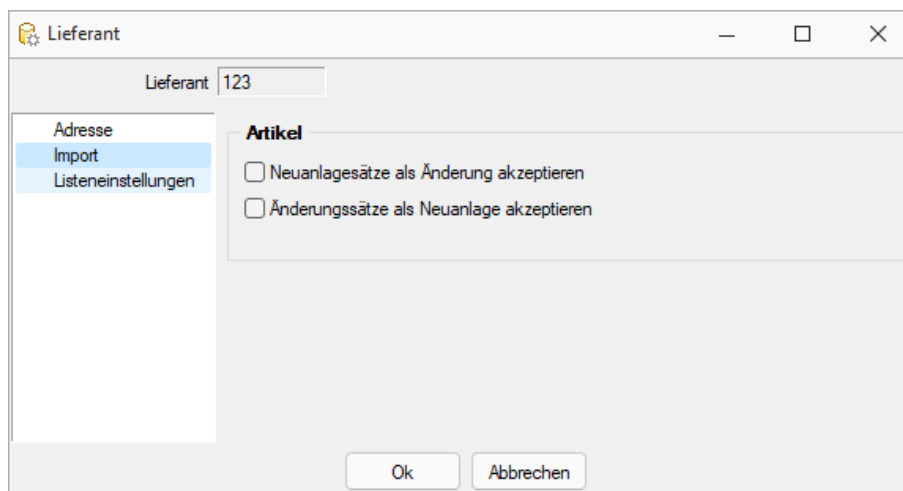 Lieferant
Lieferant 123
Adresse
Import
Listeneinstellungen
Artikel
Neuanlagesätze als Änderung akzeptieren
Änderungssätze als Neuanlage akzeptieren
Ok Abbrechen